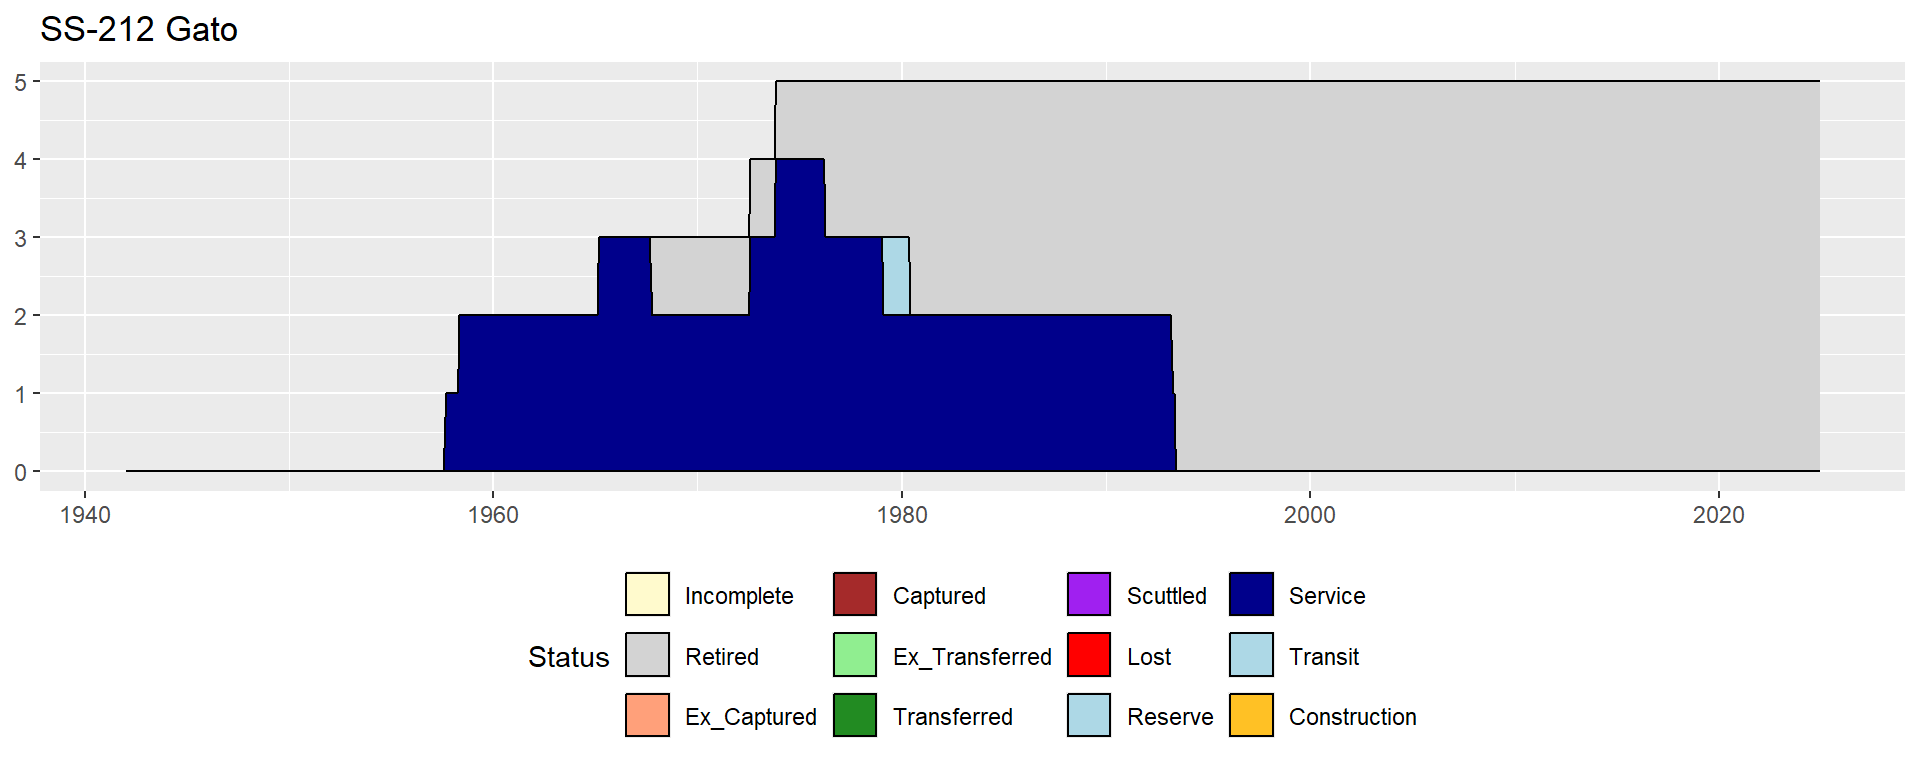 SS-212 Gato
5
4
3
2
1
0
1940 1960 1980 2000 2020
Incomplete Captured Scuttled Service
Status Retired Ex_Transferred Lost Transit
Ex_Captured Transferred Reserve Construction